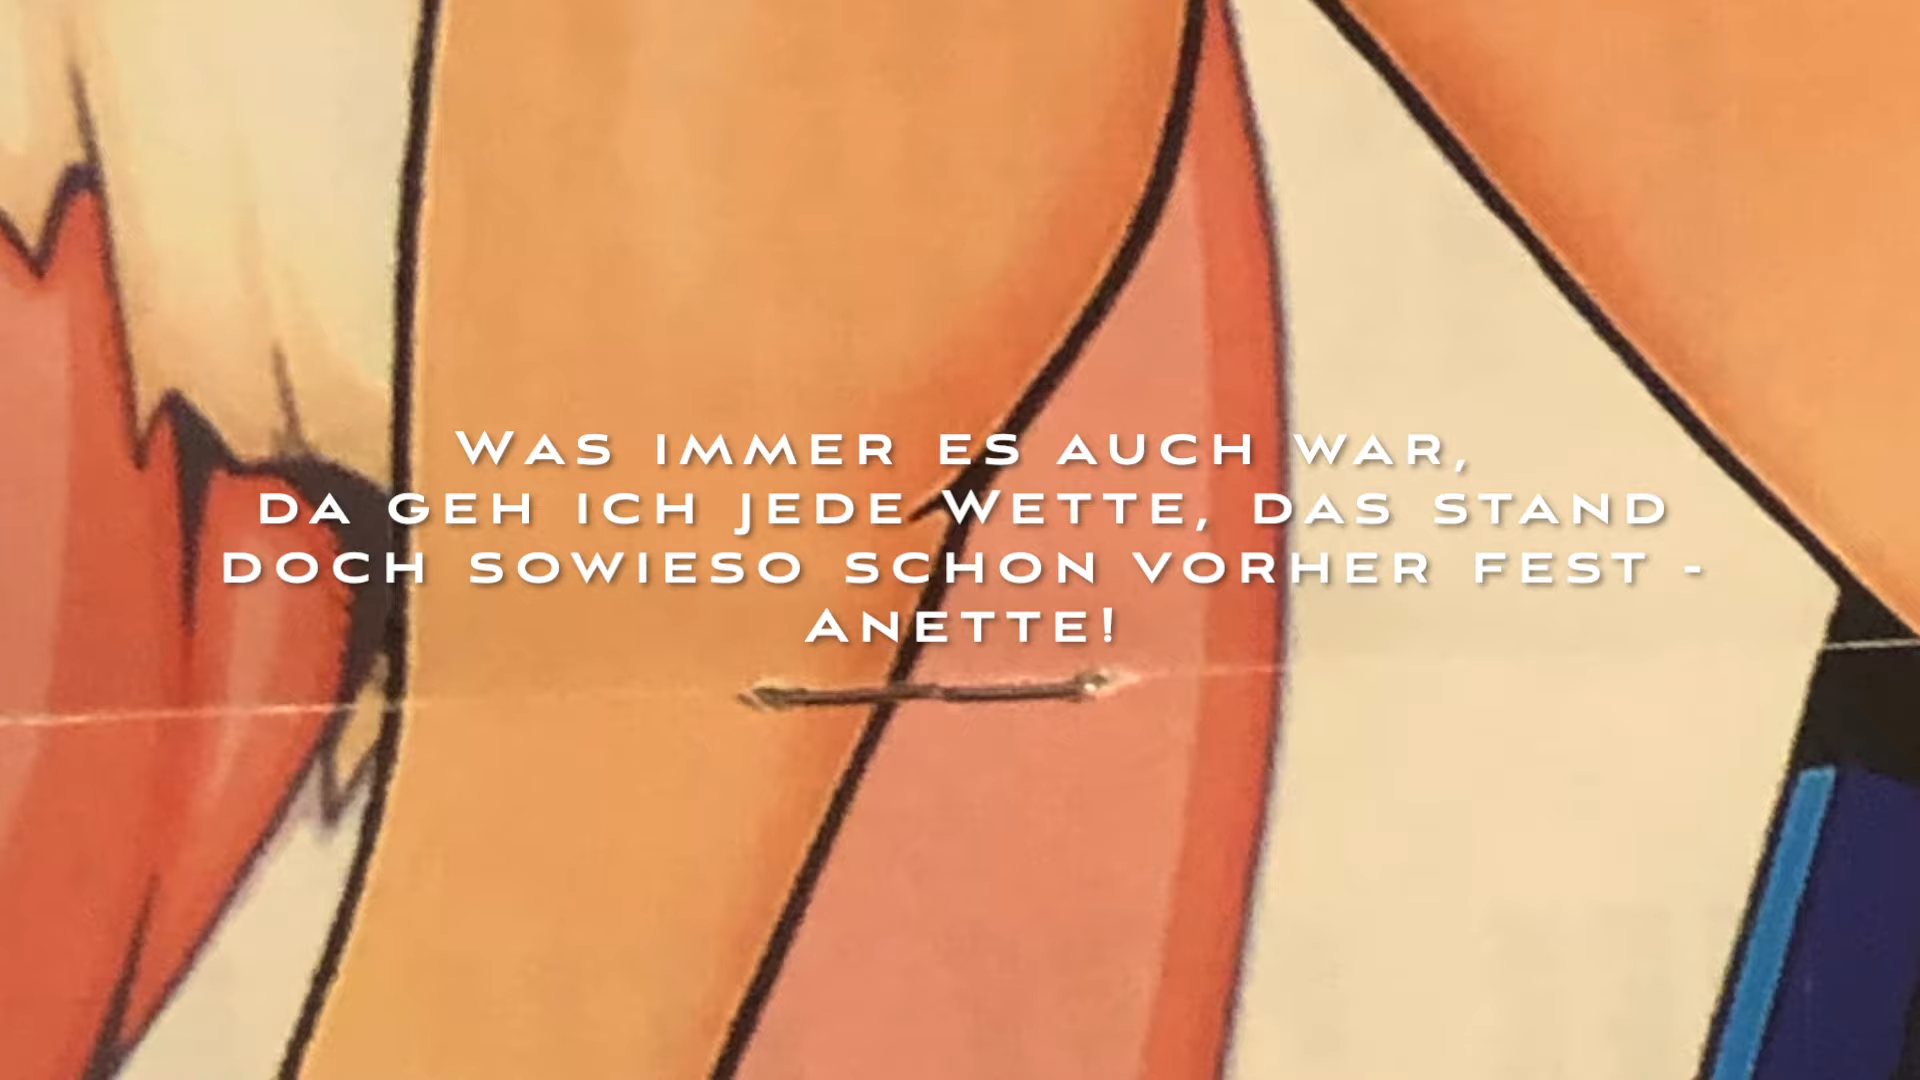 Was immer es auch war,
da geh ich jede Wette, das stand
doch sowieso schon vorher fest -
Anette!